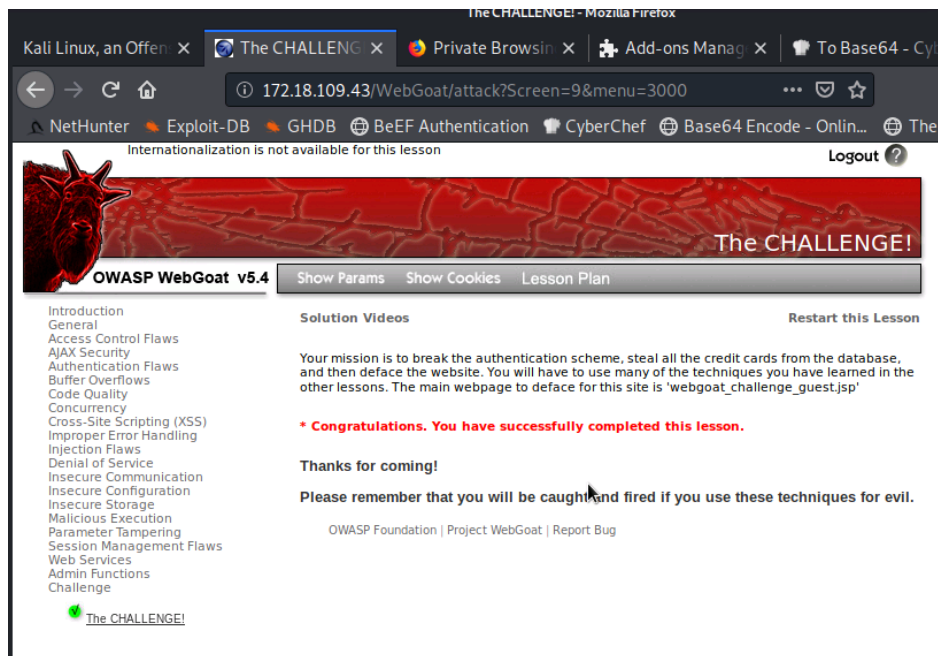 The CHALLENGE! - Mozilla Firefox
Kali Linux, an Offen
The CHALLENG
Private Browsin
Add-ons Manag
To Base64 - Cy
172.18.109.43/WebGoat/attack?Screen=9&menu=3000
NetHunter
Exploit-DB
GHDB
BeEF Authentication
CyberChef
Base64 Encode - Onlin...
The
Internationalization is not available for this lesson
Logout ?
The CHALLENGE!
OWASP WebGoat v5.4
Show Params
Show Cookies
Lesson Plan
Introduction
General
Access Control Flaws
AJAX Security
Authentication Flaws
Buffer Overflows
Code Quality
Concurrency
Cross-Site Scripting (XSS)
Improper Error Handling
Injection Flaws
Denial of Service
Insecure Communication
Insecure Configuration
Insecure Storage
Malicious Execution
Parameter Tampering
Session Management Flaws
Web Services
Admin Functions
Challenge
The CHALLENGE!
Solution Videos
Restart this Lesson
Your mission is to break the authentication scheme, steal all the credit cards from the database,
and then deface the website. You will have to use many of the techniques you have learned in the
other lessons. The main webpage to deface for this site is 'webgoat_challenge_guest.jsp'
* Congratulations. You have successfully completed this lesson.
Thanks for coming!
Please remember that you will be caught and fired if you use these techniques for evil.
OWASP Foundation | Project WebGoat | Report Bug